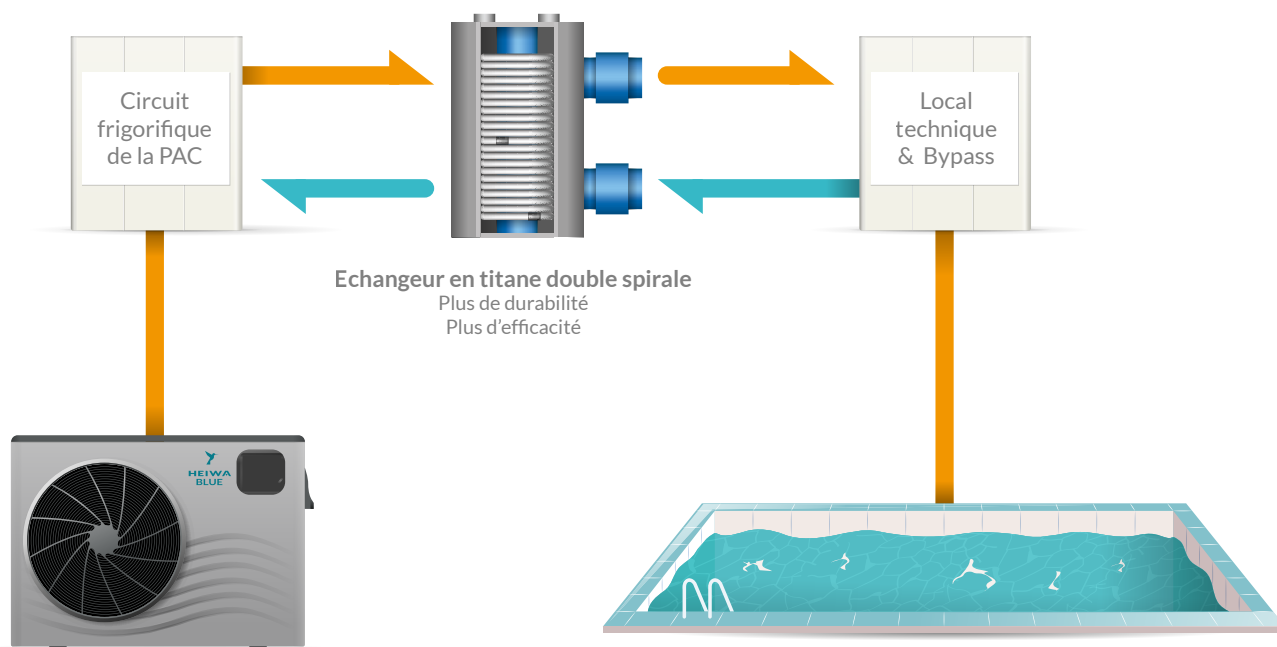 Circuit
frigorifique
de la PAC
Local
technique
& Bypass
Echangeur en titane double spirale
Plus de durabilité
Plus d’efficacité
HEIWA
BLUE